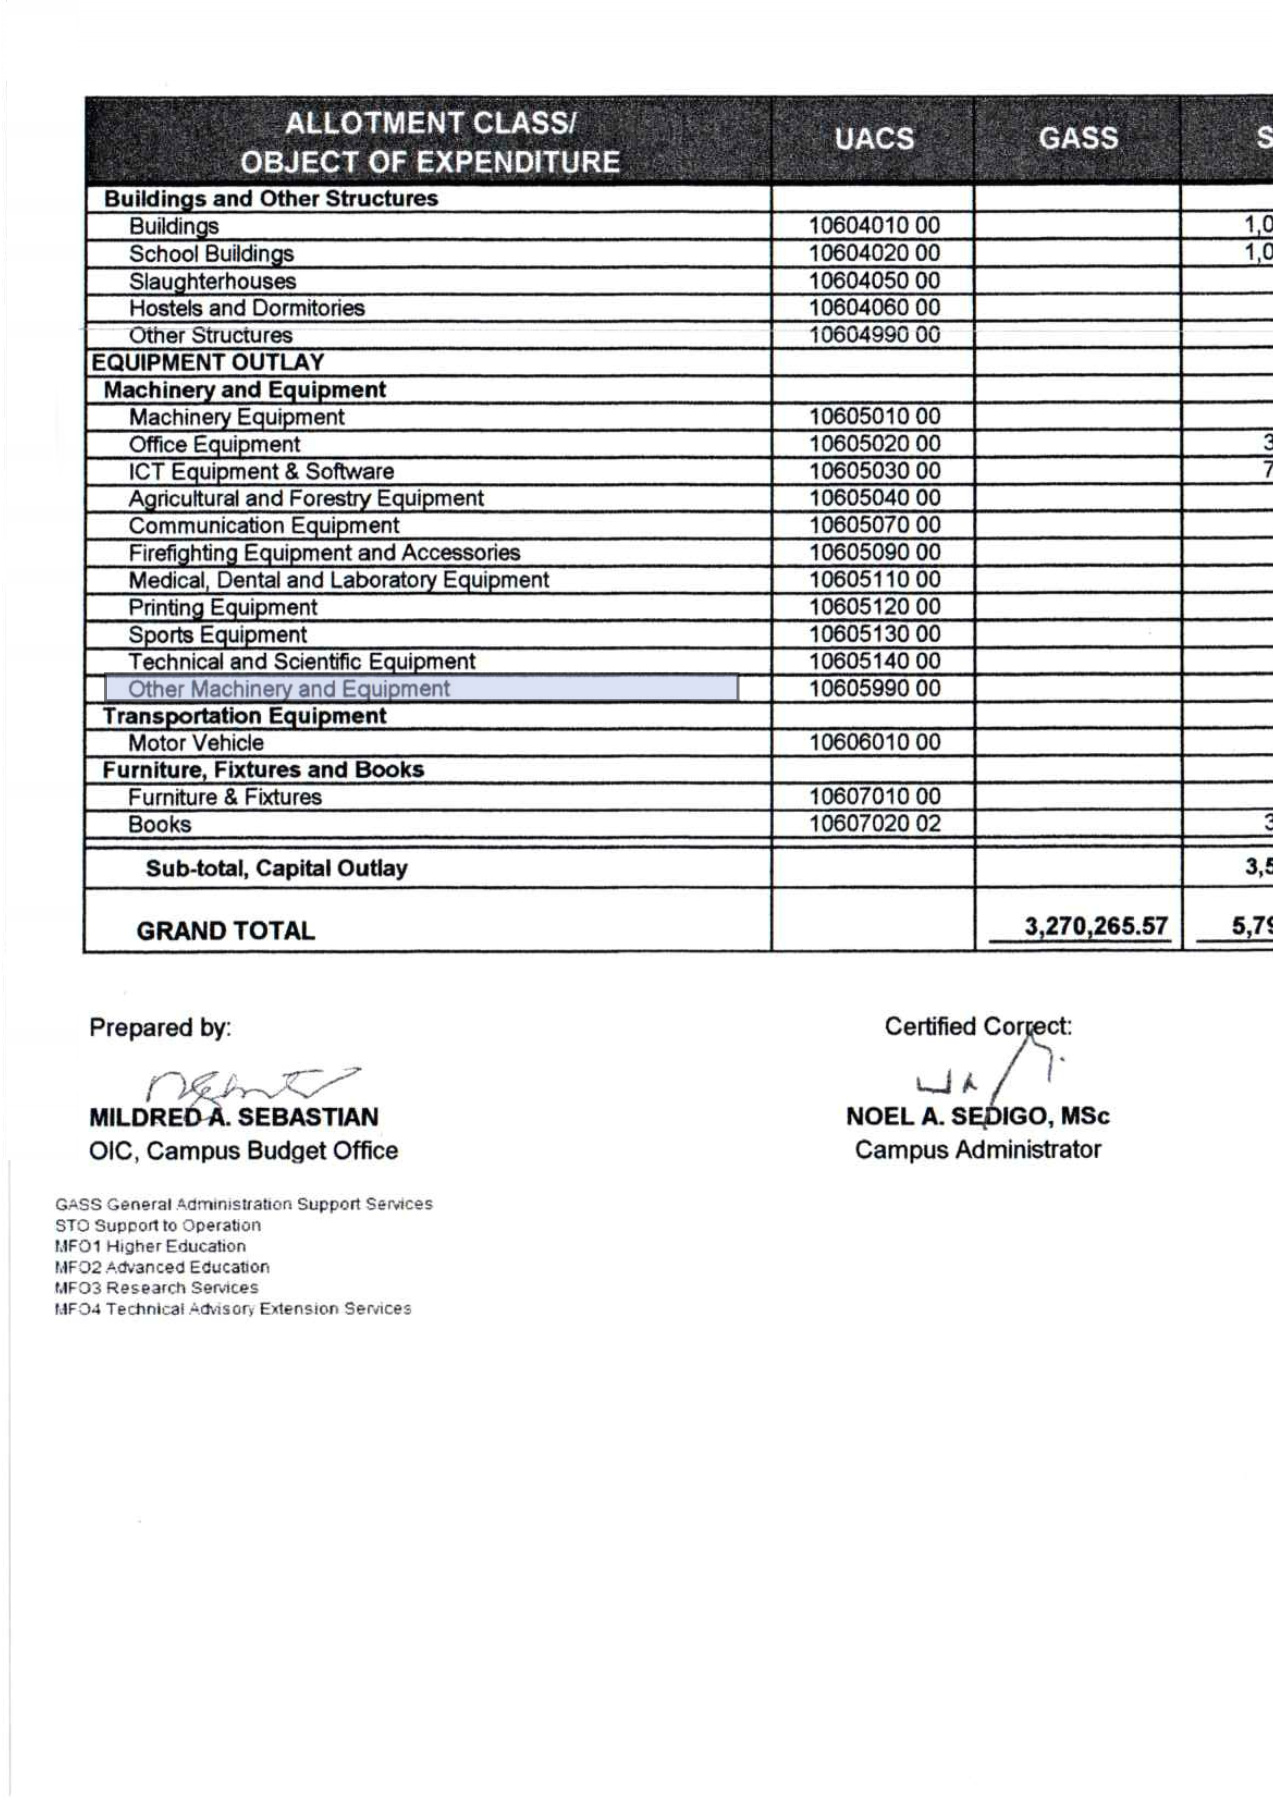 ALLOTMENT CLASS/
OBJECT OF EXPENDITURE UACS GASS S
Buildings and Other Structures
Buildings 10604010 00 1,0
School Buildings 10604020 00 1,0
Slaughterhouses 10604050 00
Hostels and Dormitories 10604060 00
Other Structures 10604990 00
EQUIPMENT OUTLAY
Machinery and Equipment
Machinery Equipment 10605010 00
Office Equipment 10605020 00 3
ICT Equipment & Software 10605030 00 7
Agricultural and Forestry Equipment 10605040 00
Communication Equipment 10605070 00
Firefighting Equipment and Accessories 10605090 00
Medical, Dental and Laboratory Equipment 10605110 00
Printing Equipment 10605120 00
Sports Equipment 10605130 00
Technical and Scientific Equipment 10605140 00
Other Machinery and Equipment 10605990 00
Transportation Equipment
Motor Vehicle 10606010 00
Furniture, Fixtures and Books
Furniture & Fixtures 10607010 00
Books 10607020 02 3
Sub-total, Capital Outlay 3,5
GRAND TOTAL 3,270,265.57 5,79
Prepared by: Certified Correct:
MILDRED A. SEBASTIAN NOEL A. SEDIGO, MSc
OIC, Campus Budget Office Campus Administrator
GASS General Administration Support Services
STO Support to Operation
MFO1 Higher Education
MFO2 Advanced Education
MFO3 Research Services
MFO4 Technical Advisory Extension Services